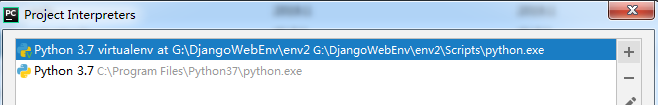 PC Project Interpreters
Python 3.7 virtualenv at G:\DjangoWebEnv\env2 G:\DjangoWebEnv\env2\Scripts\python.exe
Python 3.7 C:\Program Files\Python37\python.exe